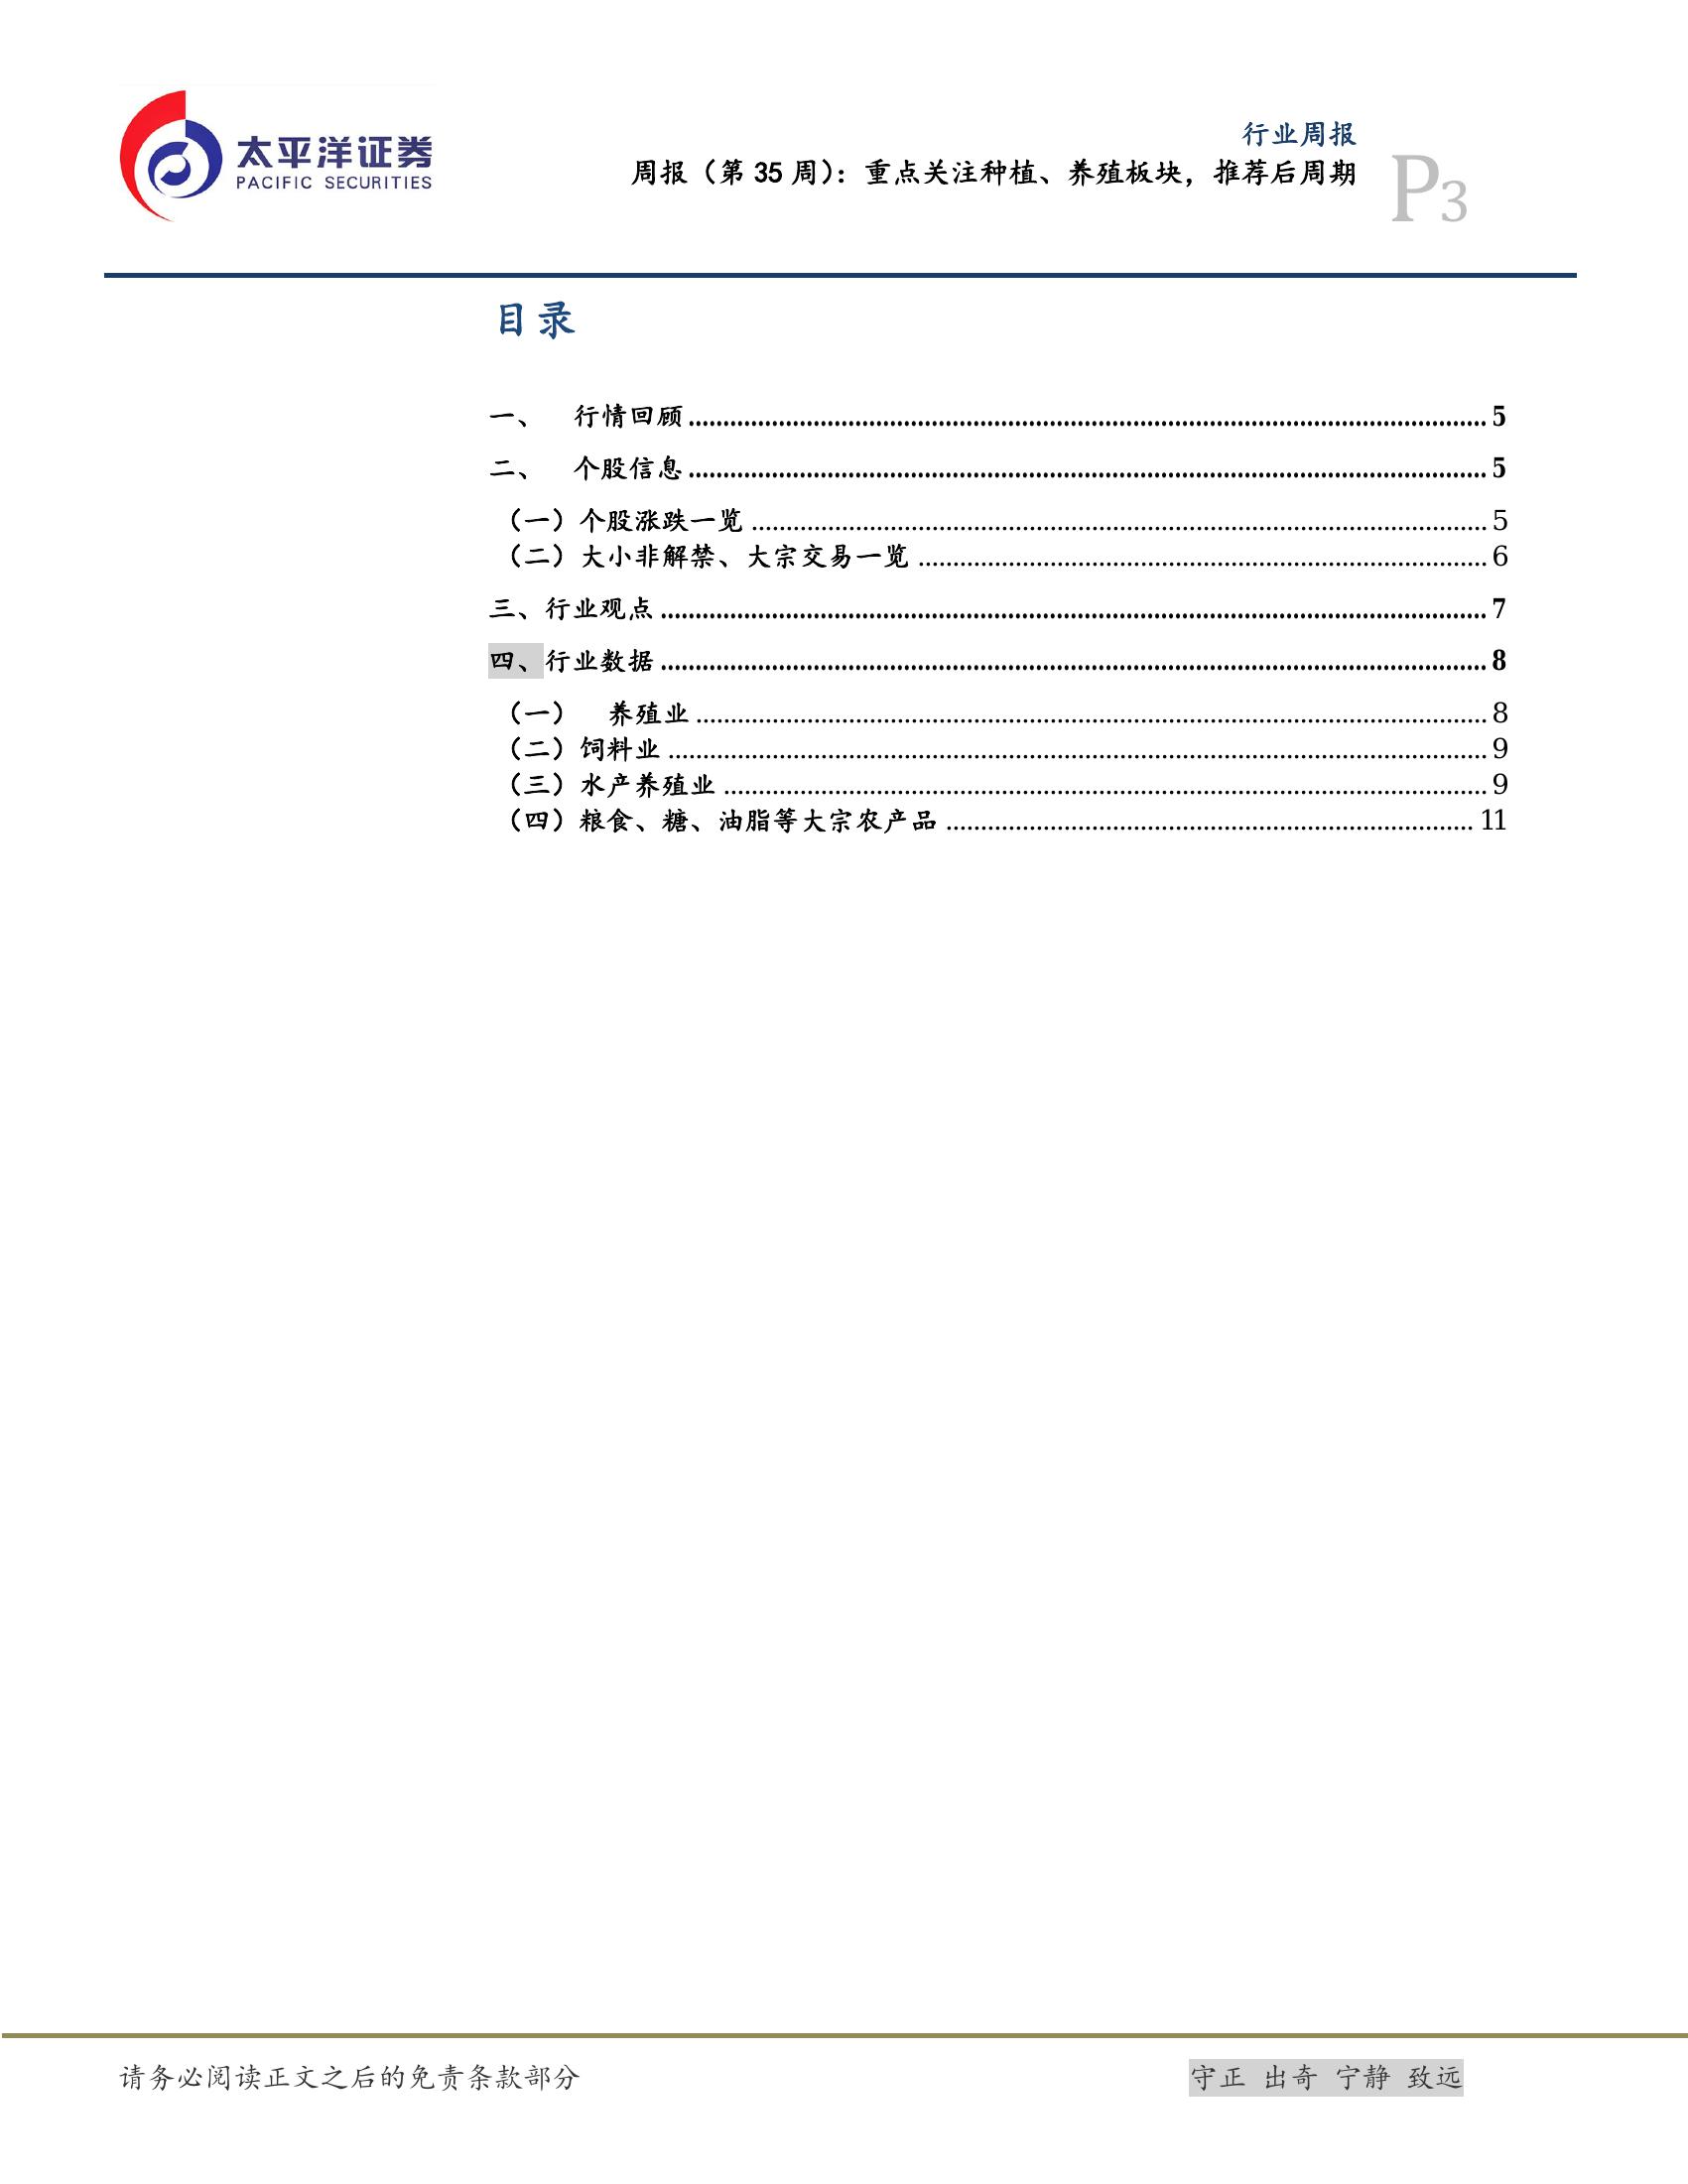 太平洋证券
PACIFIC SECURITIES
行业周报
周报（第 35 周）：重点关注种植、养殖板块，推荐后周期
P3
目录
一、 行情回顾 5
二、 个股信息 5
（一）个股涨跌一览 5
（二）大小非解禁、大宗交易一览 6
三、行业观点 7
四、行业数据 8
（一） 养殖业 8
（二）饲料业 9
（三）水产养殖业 9
（四）粮食、糖、油脂等大宗农产品 11
请务必阅读正文之后的免责条款部分
守正 出奇 宁静 致远